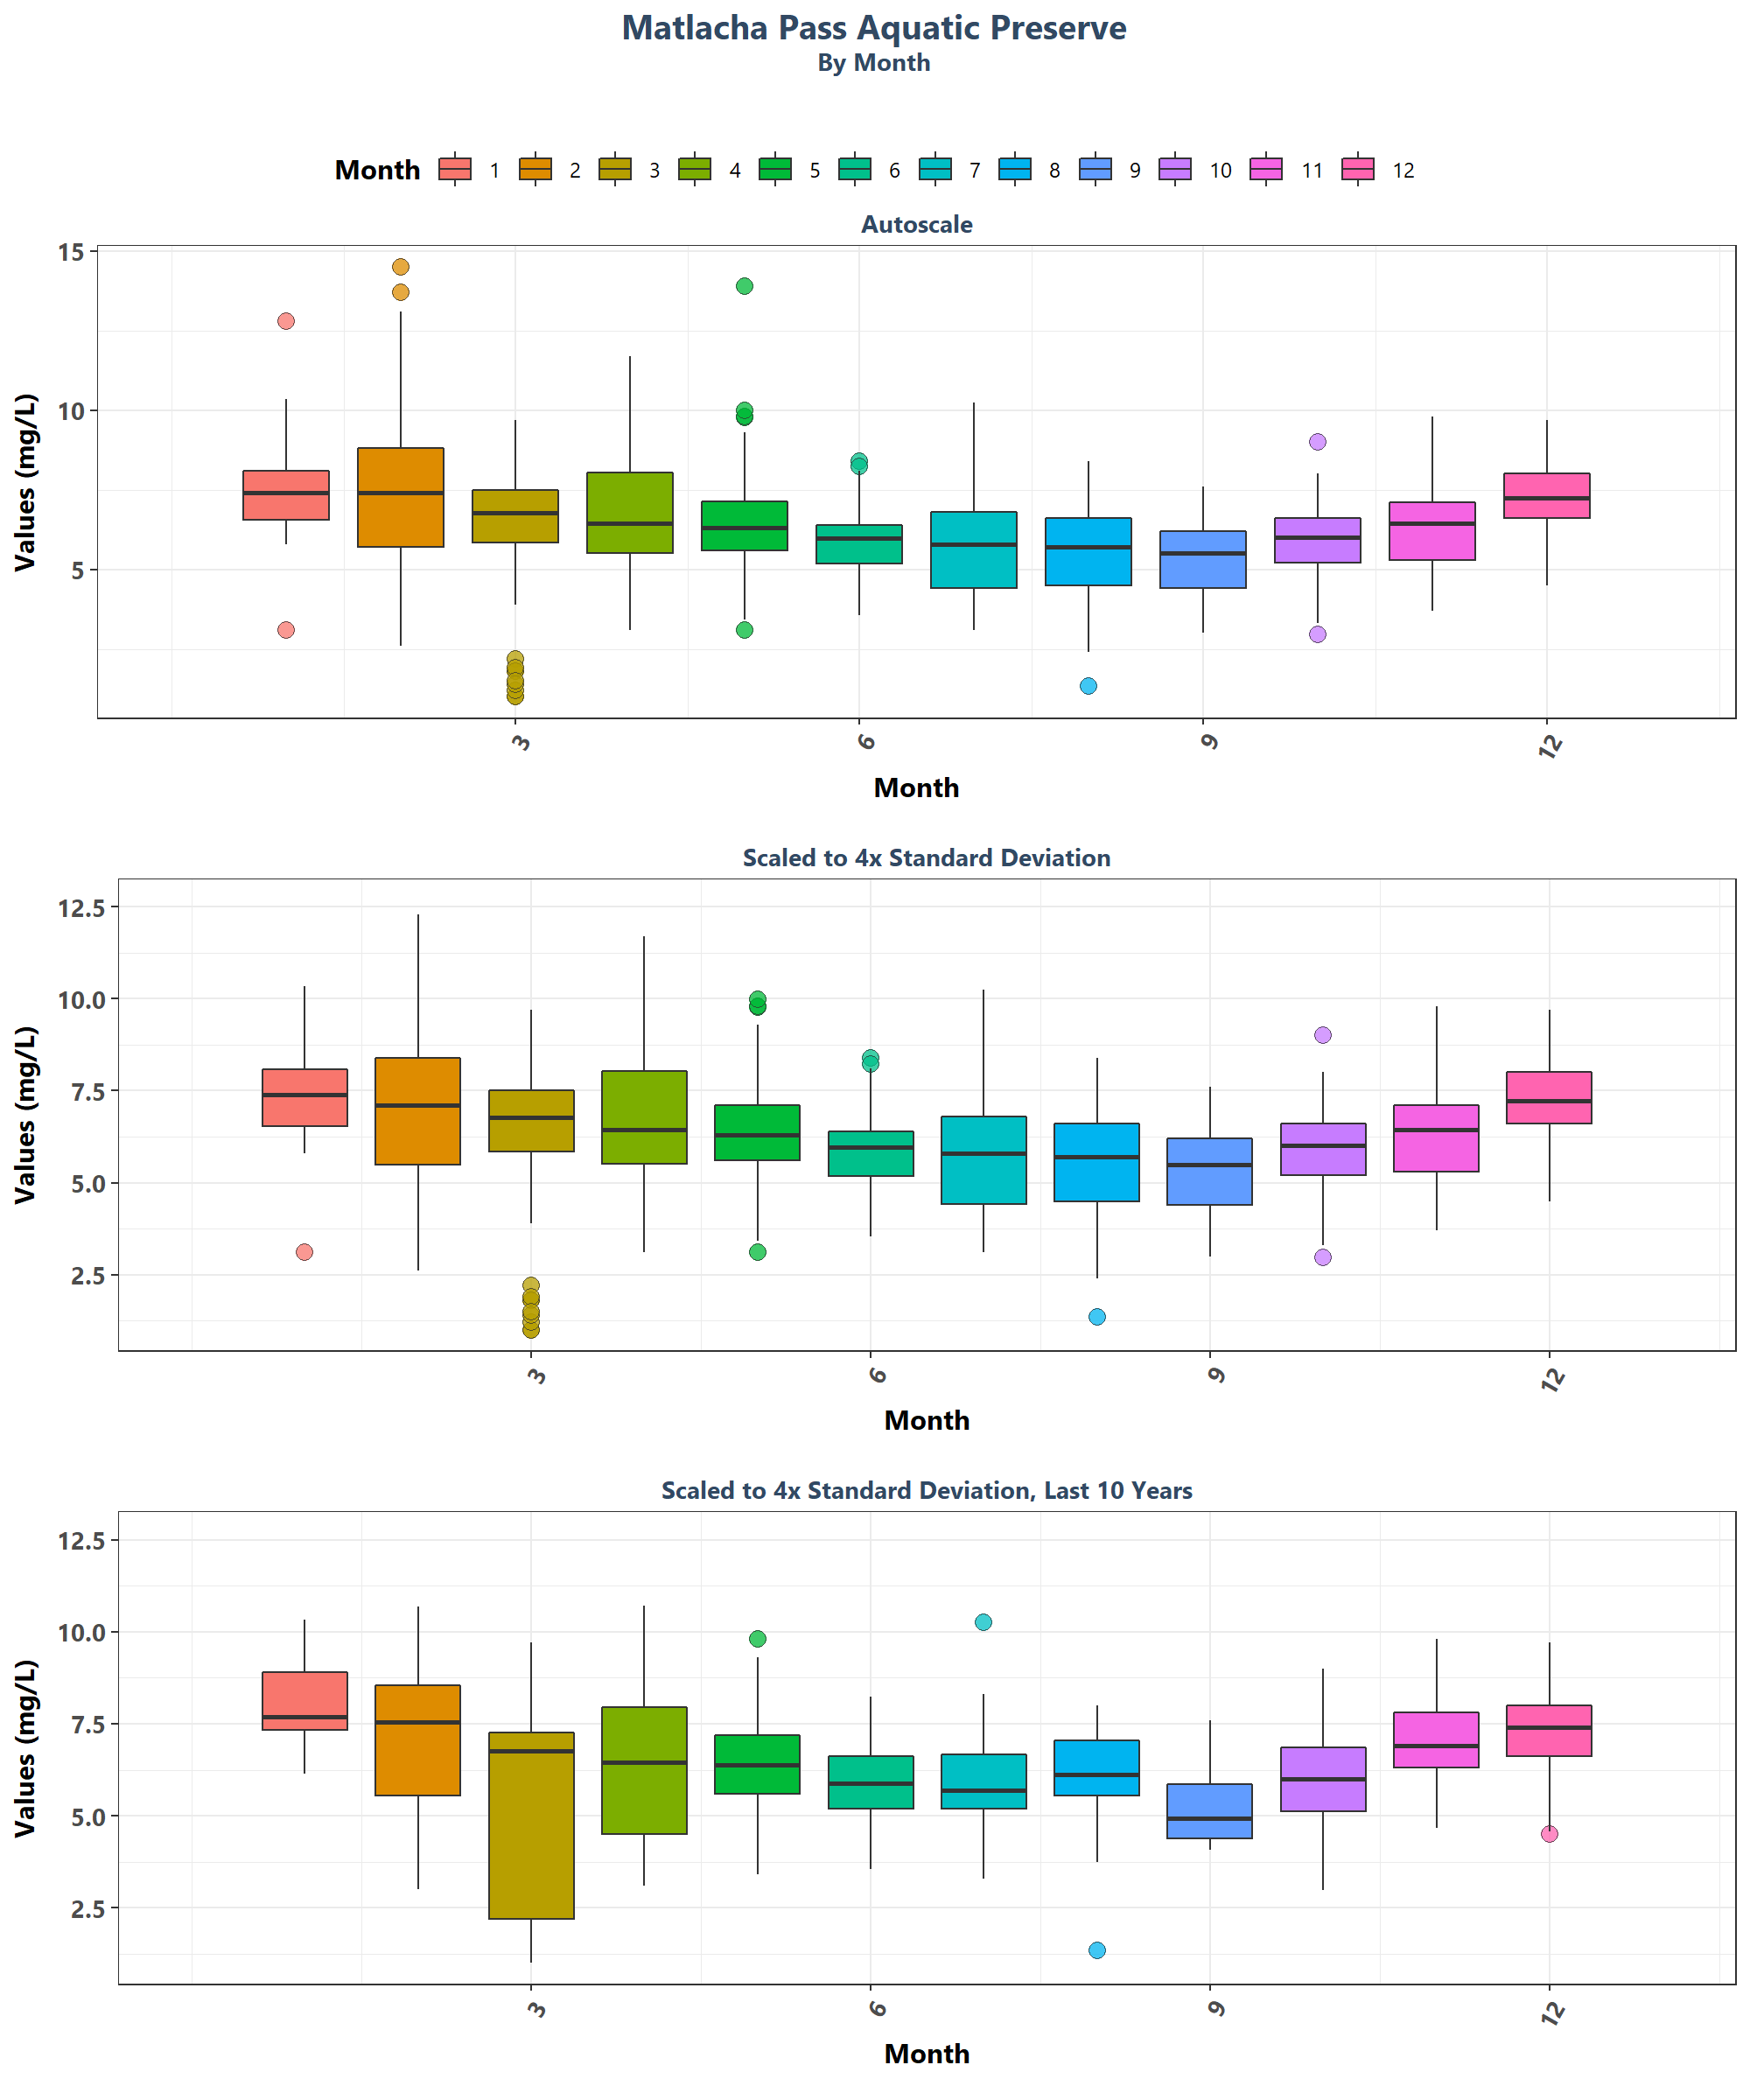 Matlacha Pass Aquatic Preserve
By Month
Month 1 2 3 4 5 6 7 8 9 10 11 12
Autoscale
Values (mg/L)
15
10
5
3 6 9 12
Month
Scaled to 4x Standard Deviation
Values (mg/L)
12.5
10.0
7.5
5.0
2.5
3 6 9 12
Month
Scaled to 4x Standard Deviation, Last 10 Years
Values (mg/L)
12.5
10.0
7.5
5.0
2.5
3 6 9 12
Month